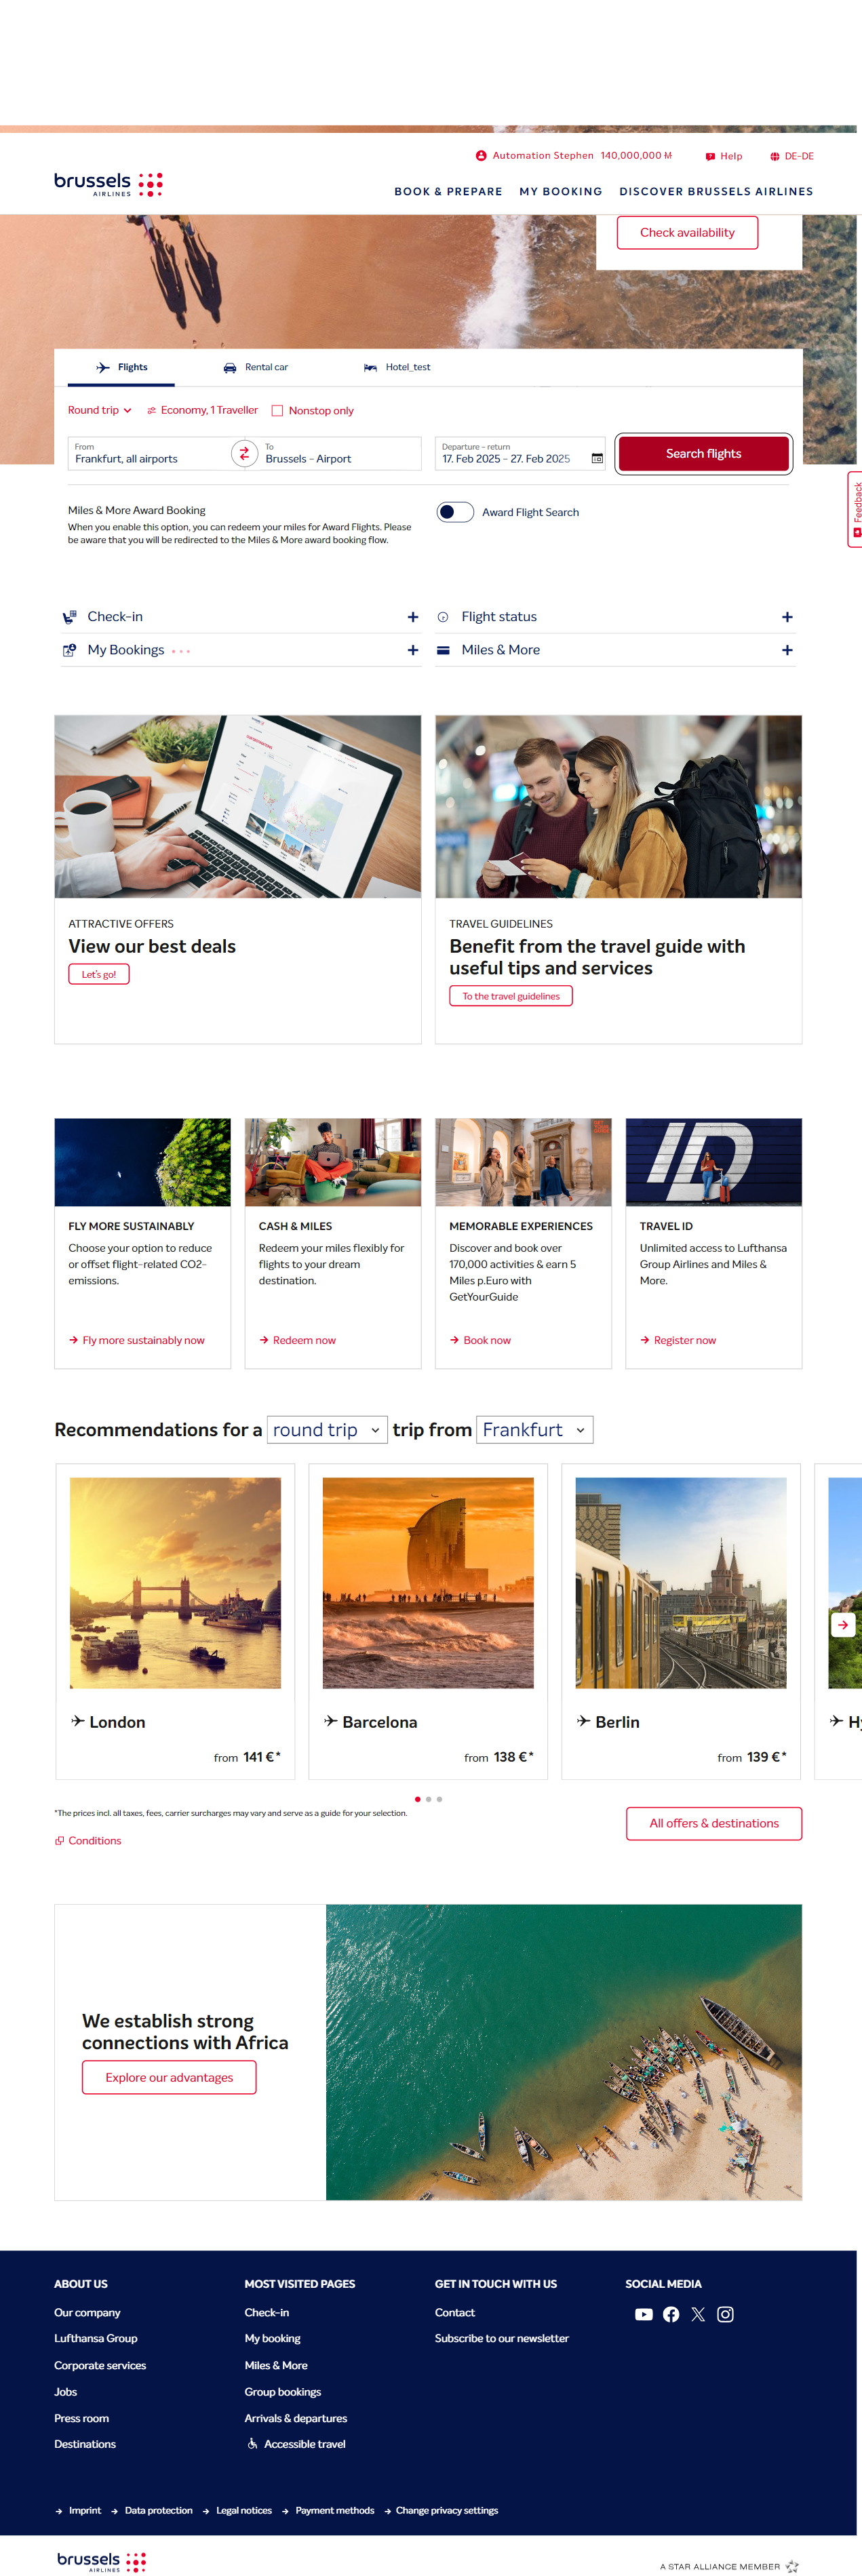 Automation Stephen 140,000,000 M Help DE-DE
brussels
AIRLINES
BOOK & PREPARE MY BOOKING DISCOVER BRUSSELS AIRLINES
Check availability
Flights Rental car Hotel_test
Round trip Economy, 1 Traveller Nonstop only
From To Departure - return
Frankfurt, all airports Brussels - Airport 17. Feb 2025 - 27. Feb 2025 Search flights
Feedback
Miles & More Award Booking Award Flight Search
When you enable this option, you can redeem your miles for Award Flights. Please
be aware that you will be redirected to the Miles & More award booking flow.
Check-in Flight status
My Bookings Miles & More
ATTRACTIVE OFFERS
View our best deals
Let's go!
TRAVEL GUIDELINES
Benefit from the travel guide with
useful tips and services
To the travel guidelines
FLY MORE SUSTAINABLY
Choose your option to reduce
or offset flight-related CO2-
emissions.
Fly more sustainably now
CASH & MILES
Redeem your miles flexibly for
flights to your dream
destination.
Redeem now
MEMORABLE EXPERIENCES
Discover and book over
170,000 activities & earn 5
Miles p.Euro with
GetYourGuide
Book now
ID
TRAVEL ID
Unlimited access to Lufthansa
Group Airlines and Miles &
More.
Register now
Recommendations for a round trip trip from Frankfurt
London
from 141 €*
Barcelona
from 138 €*
Berlin
from 139 €*
*The prices incl. all taxes, fees, carrier surcharges may vary and serve as a guide for your selection.
All offers & destinations
Conditions
We establish strong
connections with Africa
Explore our advantages
ABOUT US
Our company
Lufthansa Group
Corporate services
Jobs
Press room
Destinations
MOST VISITED PAGES
Check-in
My booking
Miles & More
Group bookings
Arrivals & departures
Accessible travel
GET IN TOUCH WITH US
Contact
Subscribe to our newsletter
SOCIAL MEDIA
Imprint Data protection Legal notices Payment methods Change privacy settings
brussels
AIRLINES
A STAR ALLIANCE MEMBER